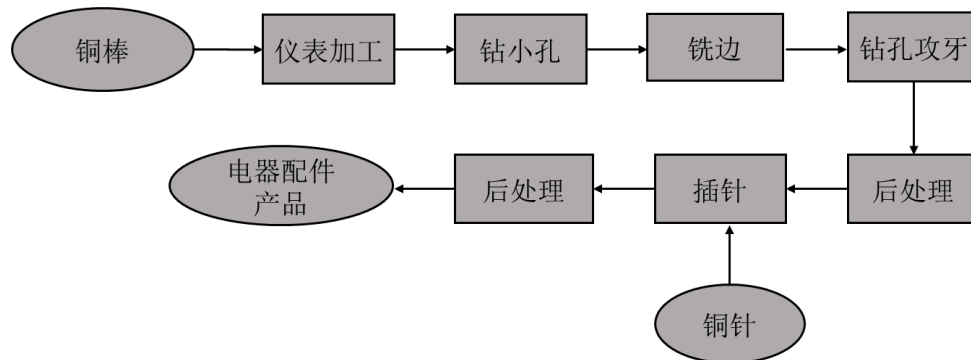 铜棒
仪表加工
钻小孔
铣边
钻孔攻牙
后处理
插针
后处理
电器配件
产品
铜针